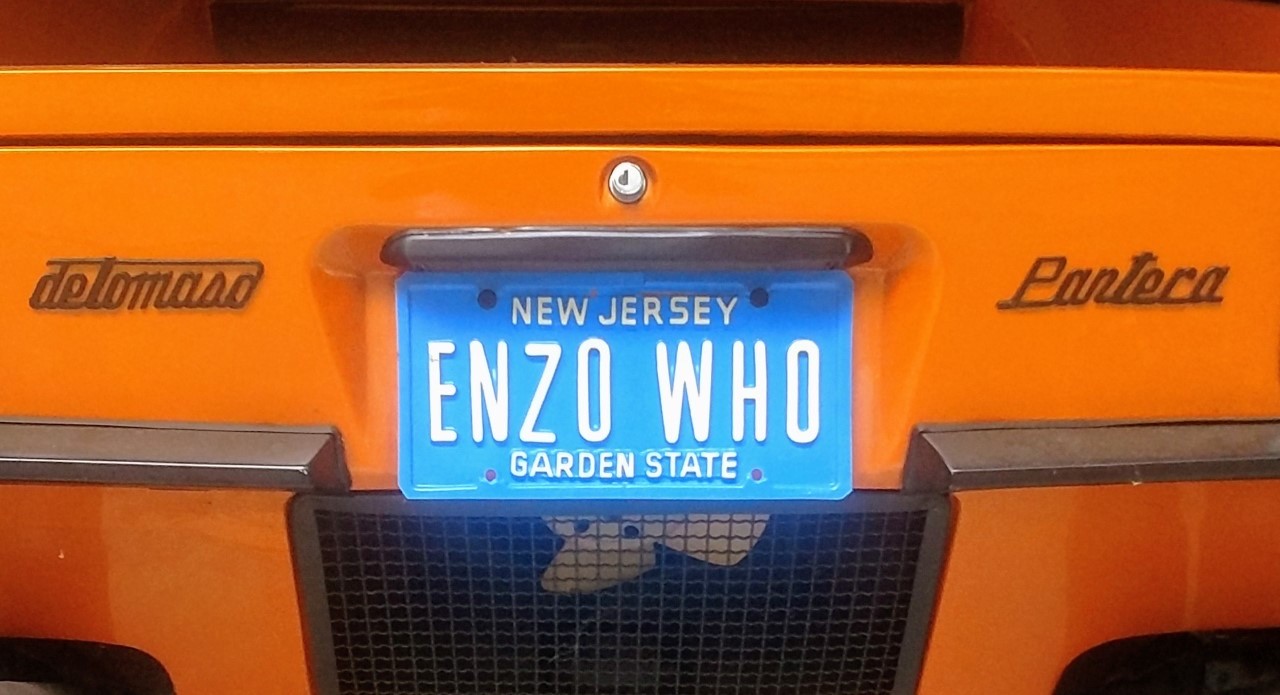 deTomaso
Pantera
NEW JERSEY
ENZO WHO
GARDEN STATE